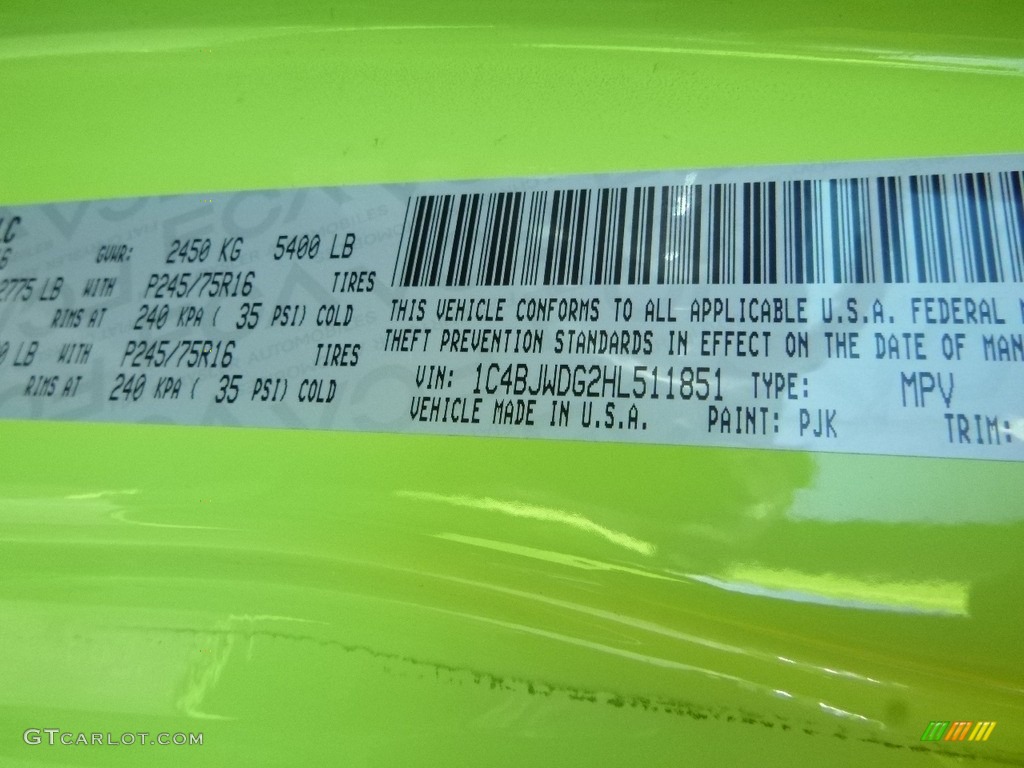 LC
GVWR: 2450 KG 5400 LB
2775 LB WITH P245/75R16 TIRES
RIMS AT 240 KPA ( 35 PSI) COLD
0 LB WITH P245/75R16 TIRES
RIMS AT 240 KPA ( 35 PSI) COLD
THIS VEHICLE CONFORMS TO ALL APPLICABLE U.S.A. FEDERAL M
THEFT PREVENTION STANDARDS IN EFFECT ON THE DATE OF MAN
VIN: 1C4BJWDG2HL511851 TYPE: MPV
VEHICLE MADE IN U.S.A. PAINT: PJK TRIM:
GTCARLOT.COM